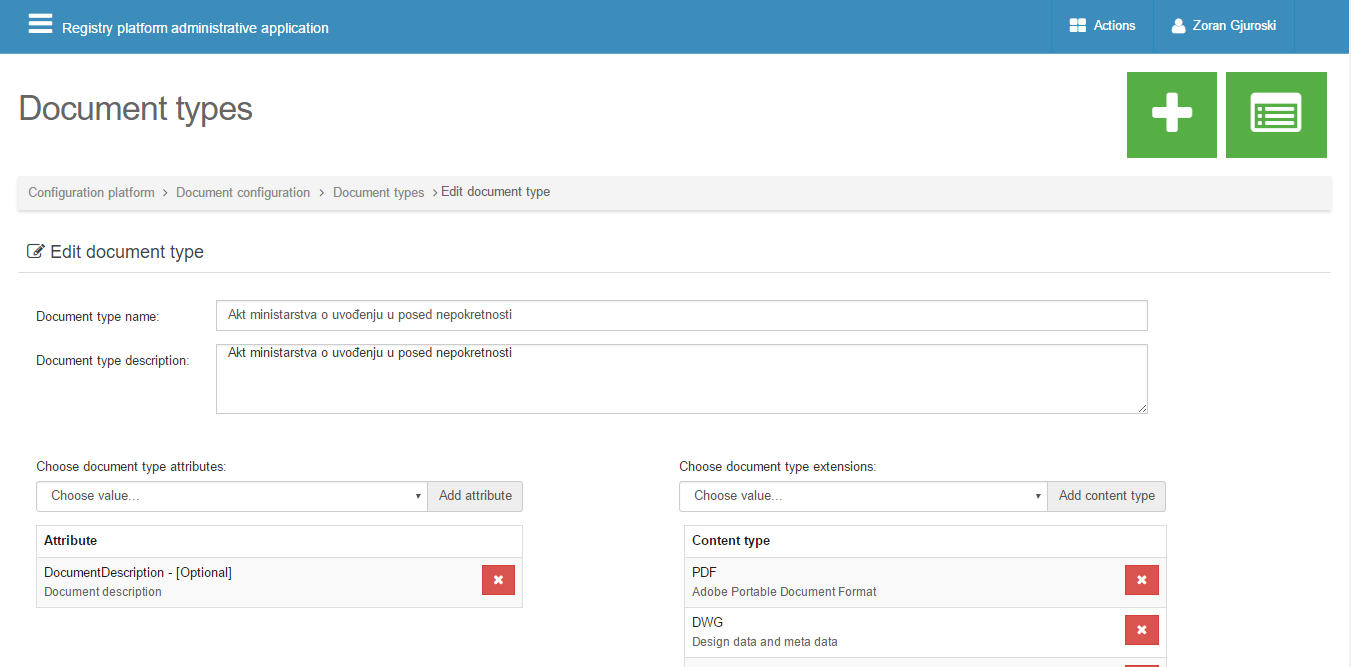 Registry platform administrative application
Actions
Zoran Gjuroski
Document types
Configuration platform > Document configuration > Document types > Edit document type
Edit document type
Document type name:
Akt ministarstva o uvođenju u posed nepokretnosti
Document type description:
Akt ministarstva o uvođenju u posed nepokretnosti
Choose document type attributes:
Choose value...
Add attribute
Attribute
DocumentDescription - [Optional]
Document description
Choose document type extensions:
Choose value...
Add content type
Content type
PDF
Adobe Portable Document Format
DWG
Design data and meta data